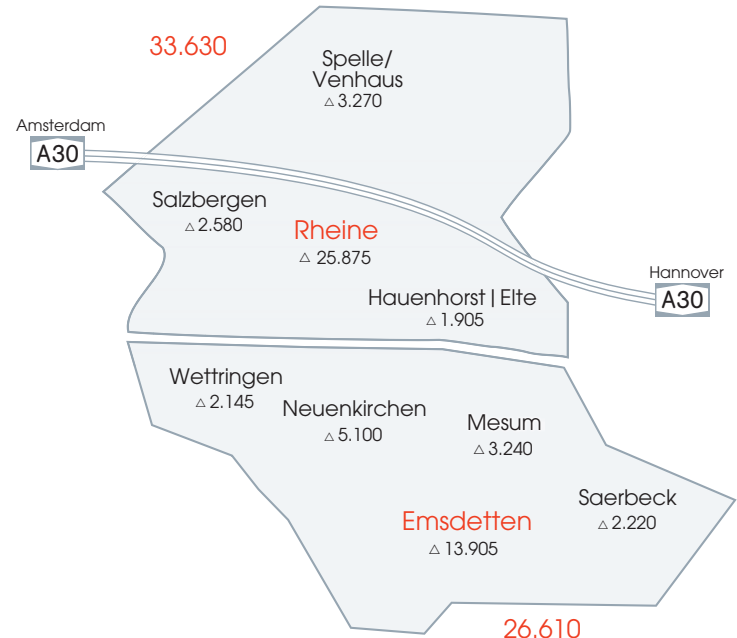 33.630
Spelle/
Venhaus
△ 3.270
Amsterdam
A30
Salzbergen
△ 2.580
Rheine
△ 25.875
Hannover
A30
Hauenhorst | Elte
△ 1.905
Wettringen
△ 2.145
Neuenkirchen
△ 5.100
Mesum
△ 3.240
Saerbeck
△ 2.220
Emsdetten
△ 13.905
26.610